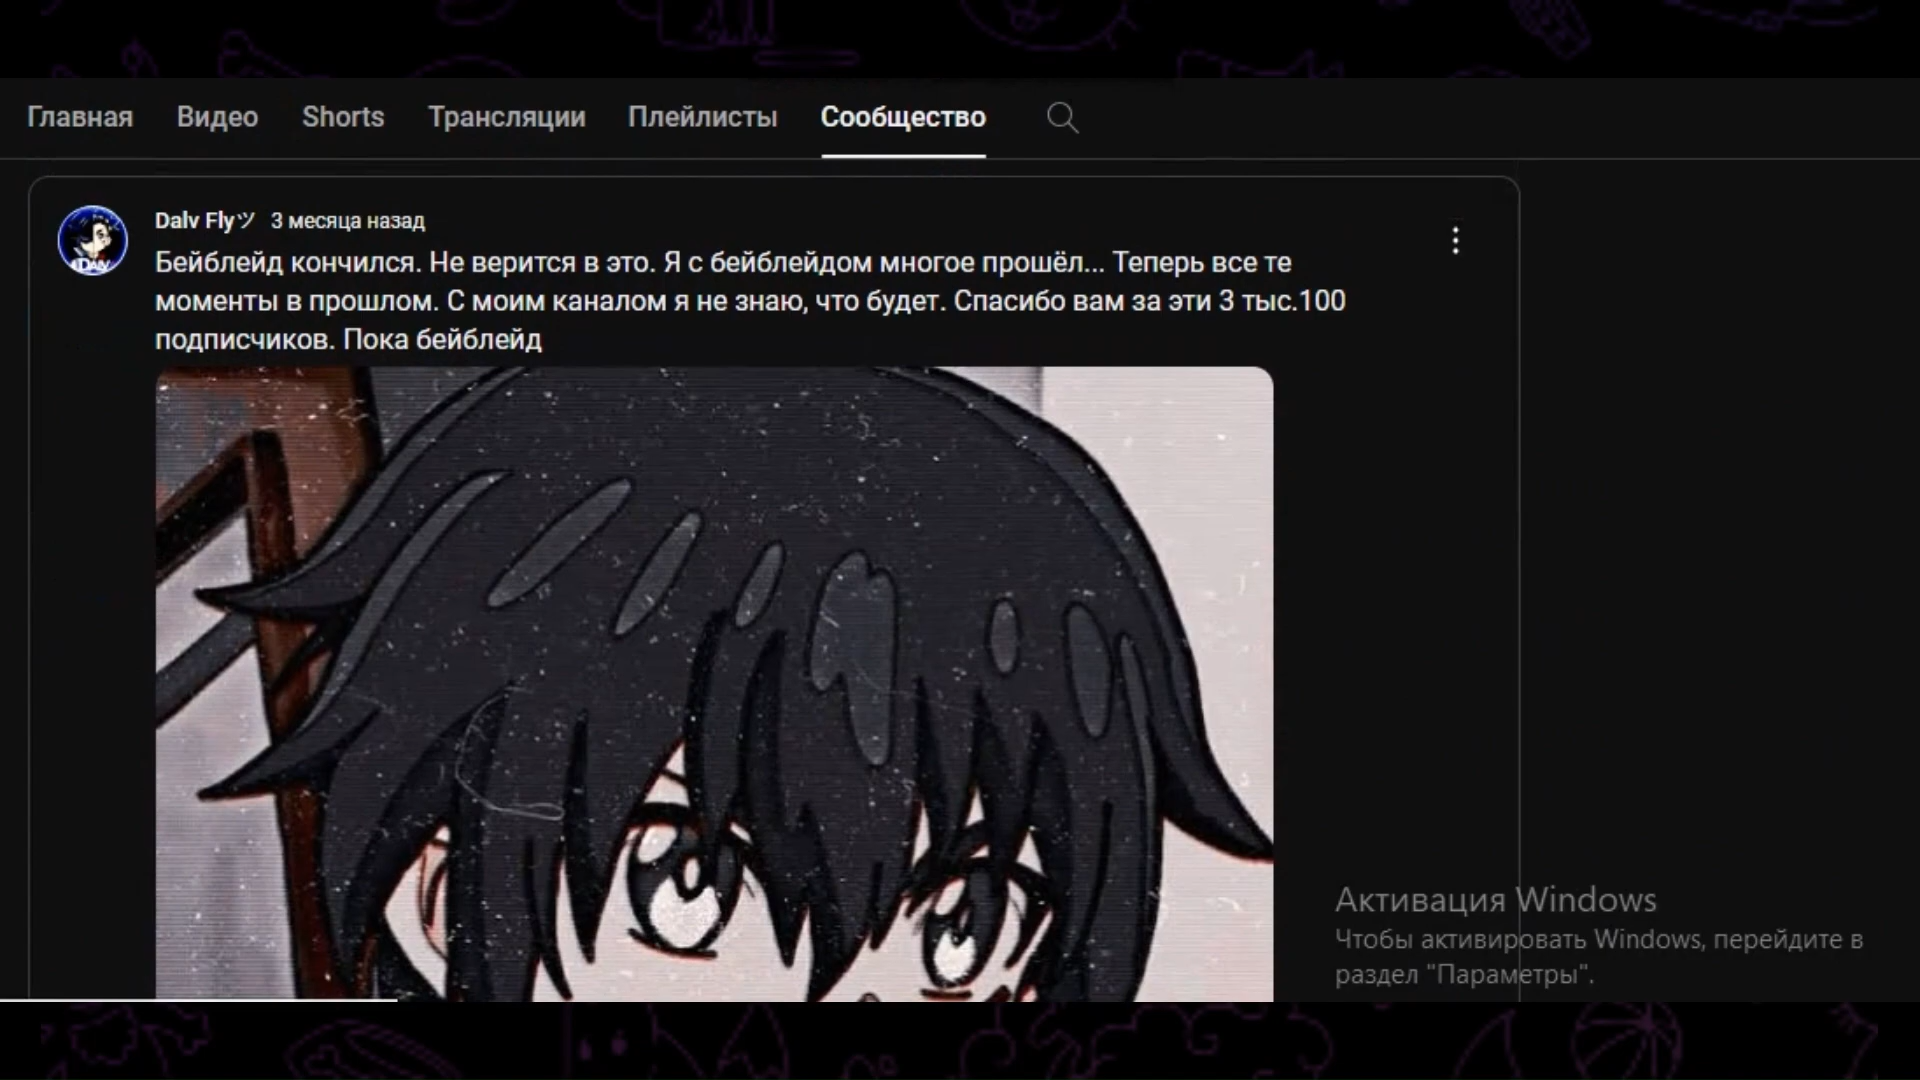 Главная Видео Shorts Трансляции Плейлисты Сообщество
Dalv Flyツ 3 месяца назад
Бейблейд кончился. Не верится в это. Я с бейблейдом многое прошёл... Теперь все те
моменты в прошлом. С моим каналом я не знаю, что будет. Спасибо вам за эти 3 тыс.100
подписчиков. Пока бейблейд
DALV
Активация Windows
Чтобы активировать Windows, перейдите в
раздел "Параметры".